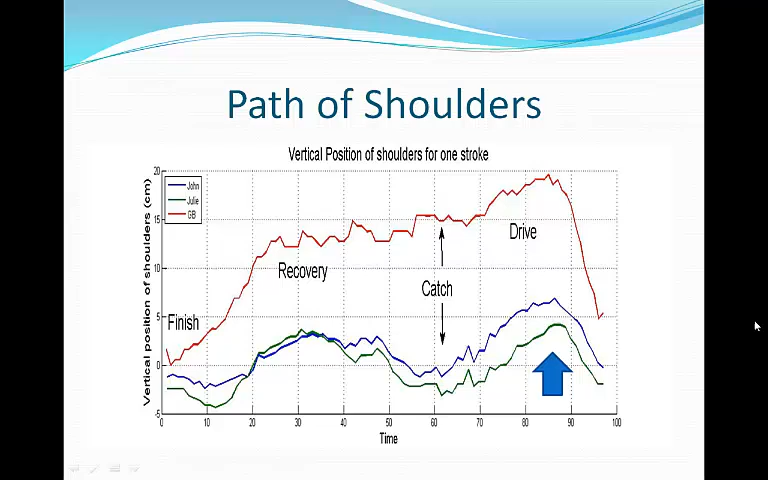 Path of Shoulders
Vertical Position of shoulders for one stroke
Vertical position of shoulders (cm)
20
15
10
5
0
-5
John
Julie
GB
Finish
Recovery
Catch
Drive
0 10 20 30 40 50 60 70 80 90 100
Time